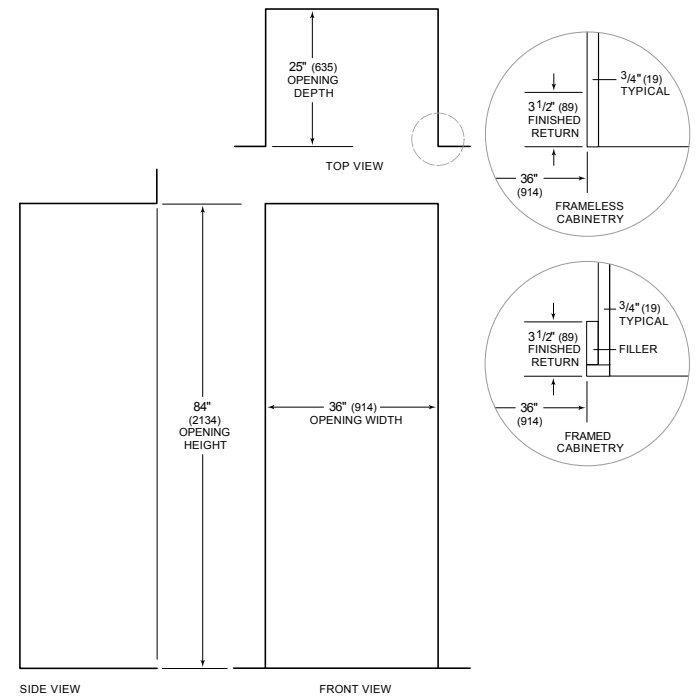 25" (635)
OPENING
DEPTH
TOP VIEW
3/4" (19)
TYPICAL
3 1/2" (89)
FINISHED
RETURN
36"
(914)
FRAMELESS
CABINETRY
3/4" (19)
TYPICAL
3 1/2" (89)
FINISHED
RETURN
FILLER
36"
(914)
FRAMED
CABINETRY
84"
(2134)
OPENING
HEIGHT
36" (914)
OPENING WIDTH
SIDE VIEW
FRONT VIEW